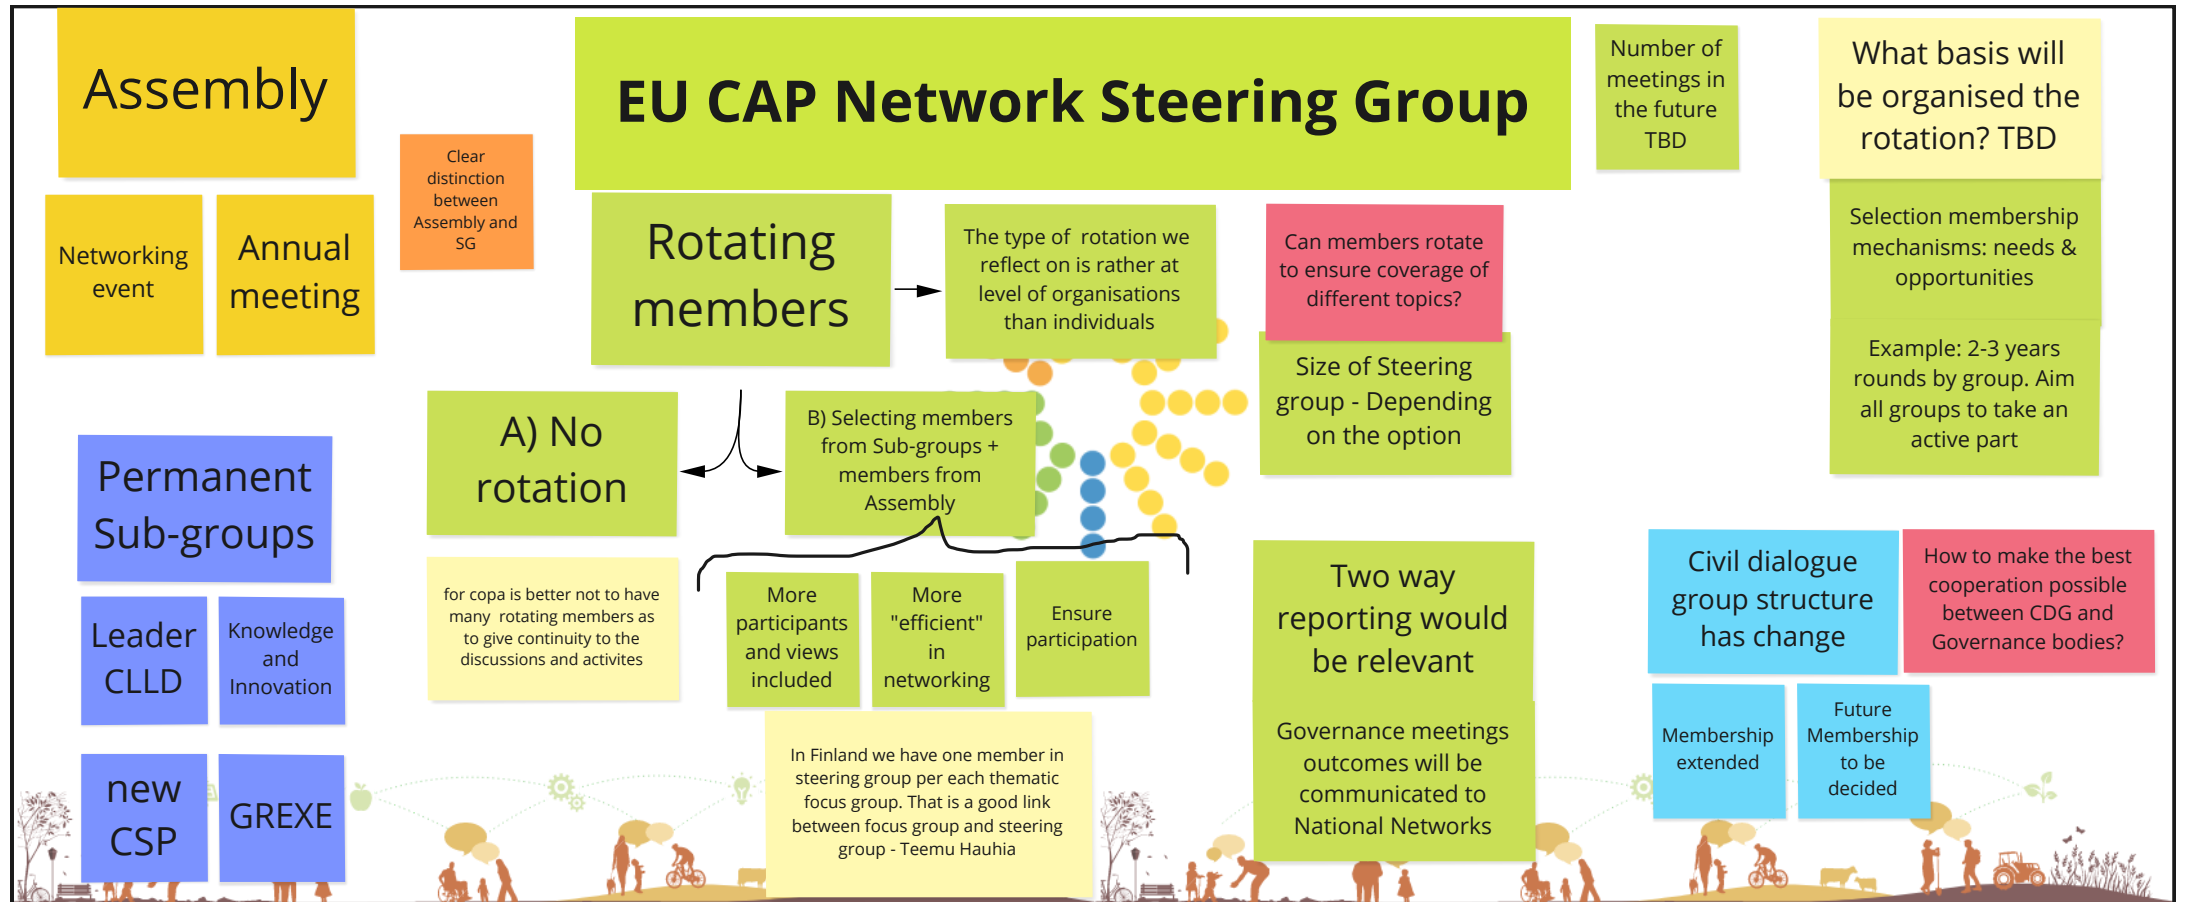 Assembly
Networking
event
Annual
meeting
Clear
distinction
between
Assembly and
SG
EU CAP Network Steering Group
Number of
meetings in
the future
TBD
What basis will
be organised the
rotation? TBD
Selection membership
mechanisms: needs &
opportunities
Example: 2-3 years
rounds by group. Aim
all groups to take an
active part
Rotating
members
The type of rotation we
reflect on is rather at
level of organisations
than individuals
Can members rotate
to ensure coverage of
different topics?
Size of Steering
group - Depending
on the option
A) No
rotation
B) Selecting members
from Sub-groups +
members from
Assembly
for copa is better not to have
many rotating members as
to give continuity to the
discussions and activites
More
participants
and views
included
More
"efficient"
in
networking
Ensure
participation
In Finland we have one member in
steering group per each thematic
focus group. That is a good link
between focus group and steering
group - Teemu Hauhia
Permanent
Sub-groups
Leader
CLLD
Knowledge
and
Innovation
new
CSP
GREXE
Two way
reporting would
be relevant
Governance meetings
outcomes will be
communicated to
National Networks
Civil dialogue
group structure
has change
How to make the best
cooperation possible
between CDG and
Governance bodies?
Membership
extended
Future
Membership
to be
decided